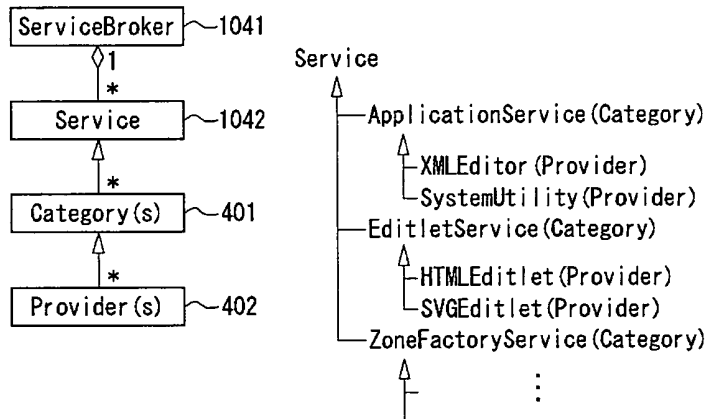 ServiceBroker 1041
1
*
Service 1042
*
Category(s) 401
*
Provider(s) 402
Service
ApplicationService(Category)
XMLEditor(Provider)
SystemUtility(Provider)
EditletService(Category)
HTMLEditlet(Provider)
SVGEditlet(Provider)
ZoneFactoryService(Category)
⋮